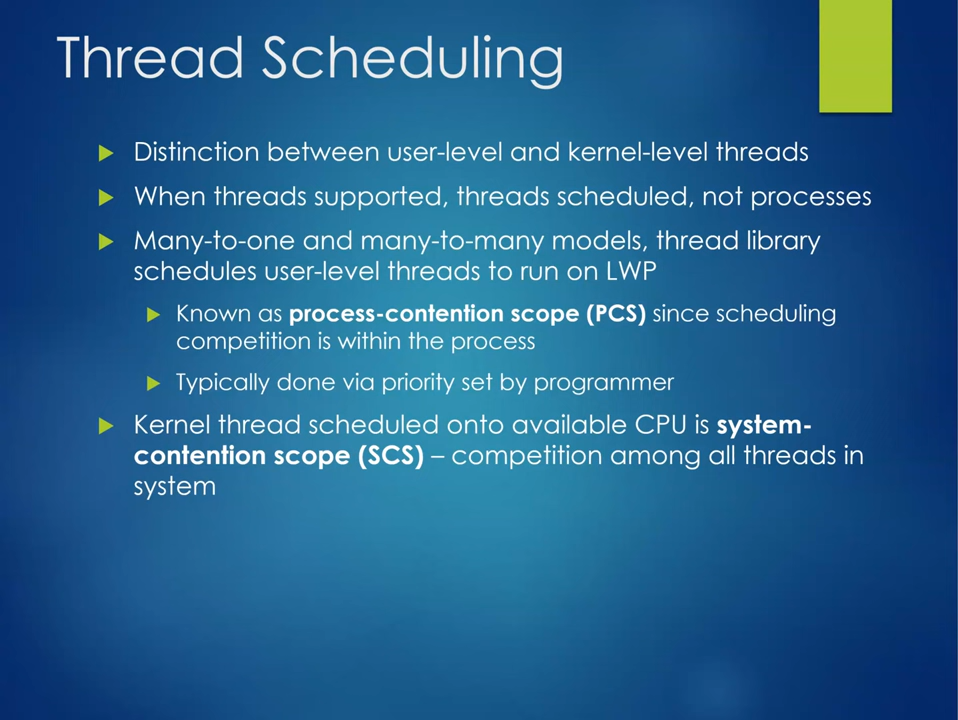 Thread Scheduling
Distinction between user-level and kernel-level threads
When threads supported, threads scheduled, not processes
Many-to-one and many-to-many models, thread library
schedules user-level threads to run on LWP
Known as process-contention scope (PCS) since scheduling
competition is within the process
Typically done via priority set by programmer
Kernel thread scheduled onto available CPU is system-
contention scope (SCS) – competition among all threads in
system